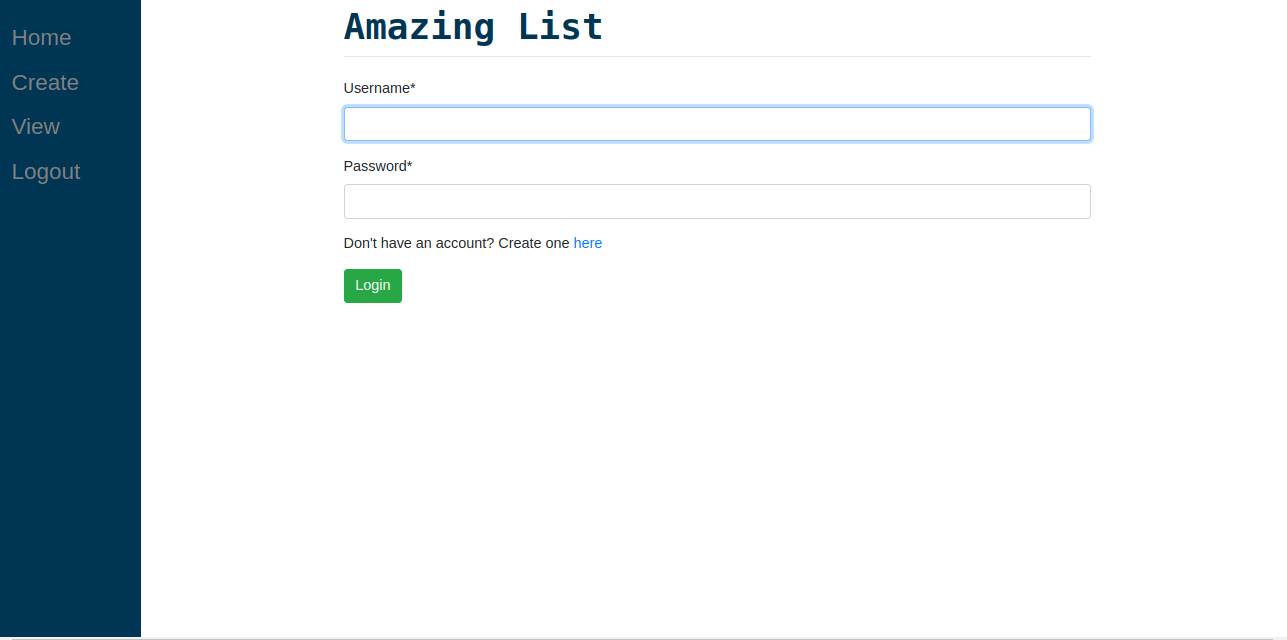 Home
Create
View
Logout
Amazing List
Username*
Password*
Don't have an account? Create one here
Login